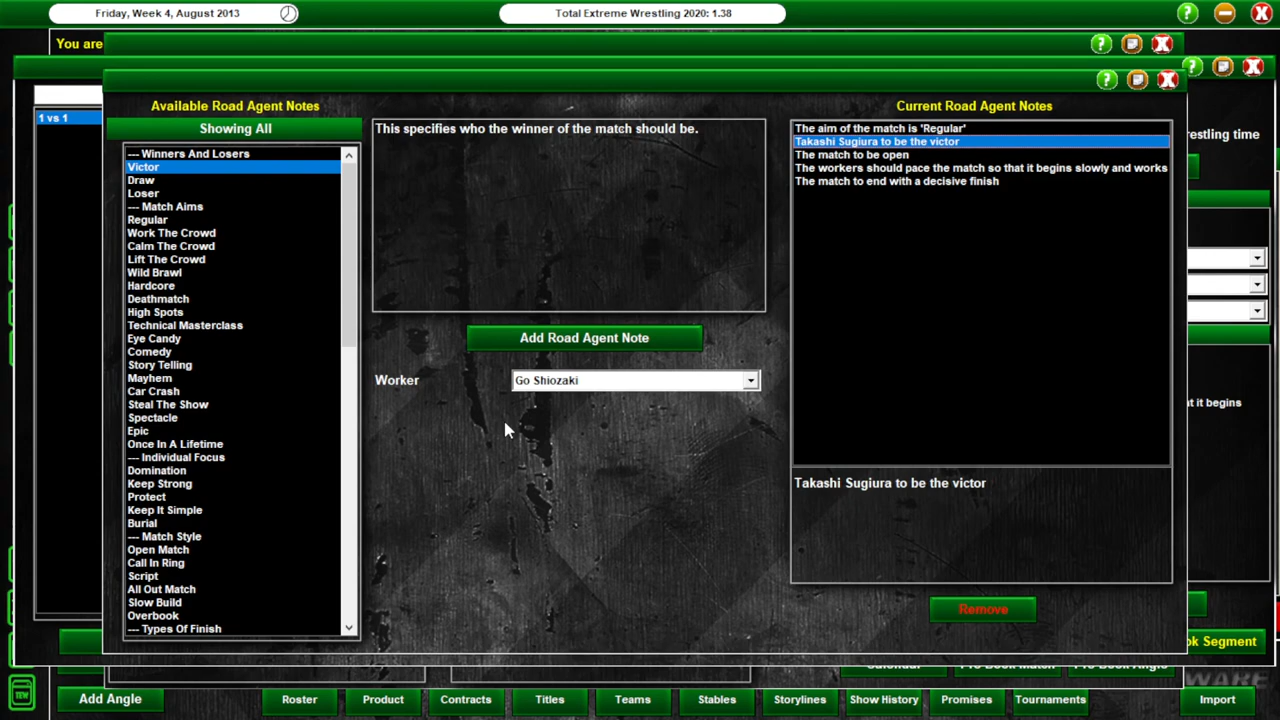 Friday, Week 4, August 2013
Total Extreme Wrestling 2020: 1.38
You are
Available Road Agent Notes
Current Road Agent Notes
Showing All
1 vs 1
--- Winners And Losers
Victor
Draw
Loser
--- Match Aims
Regular
Work The Crowd
Calm The Crowd
Lift The Crowd
Wild Brawl
Hardcore
Deathmatch
High Spots
Technical Masterclass
Eye Candy
Comedy
Story Telling
Mayhem
Car Crash
Steal The Show
Spectacle
Epic
Once In A Lifetime
--- Individual Focus
Domination
Keep Strong
Protect
Keep It Simple
Burial
--- Match Style
Open Match
Call In Ring
Script
All Out Match
Slow Build
Overbook
--- Types Of Finish
This specifies who the winner of the match should be.
Add Road Agent Note
Worker
Go Shiozaki
The aim of the match is 'Regular'
Takashi Sugiura to be the victor
The match to be open
The workers should pace the match so that it begins slowly and works
The match to end with a decisive finish
Takashi Sugiura to be the victor
Remove
restling time
it begins
ok Segment
TEW
Add Angle
Roster
Product
Contracts
Titles
Teams
Stables
Storylines
Show History
Promises
Tournaments
Import